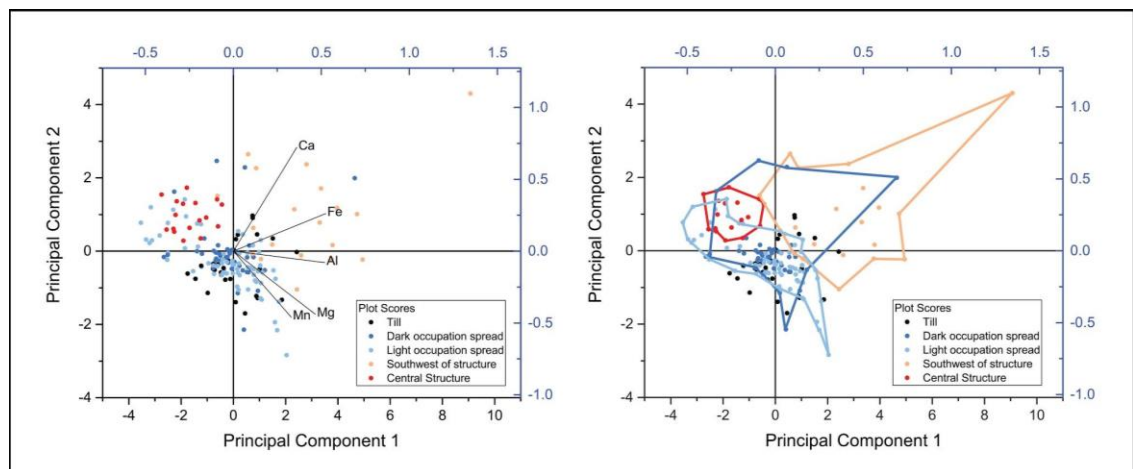 -0.5 0.0 0.5 1.0 1.5
Principal Component 2
4
2
0
-2
-4
1.0
0.5
0.0
-0.5
-1.0
Ca
Fe
Al
Mg
Mn
Plot Scores
Till
Dark occupation spread
Light occupation spread
Southwest of structure
Central Structure
-4 -2 0 2 4 6 8 10
Principal Component 1
-0.5 0.0 0.5 1.0 1.5
Principal Component 2
4
2
0
-2
-4
1.0
0.5
0.0
-0.5
-1.0
Plot Scores
Till
Dark occupation spread
Light occupation spread
Southwest of structure
Central Structure
-4 -2 0 2 4 6 8 10
Principal Component 1